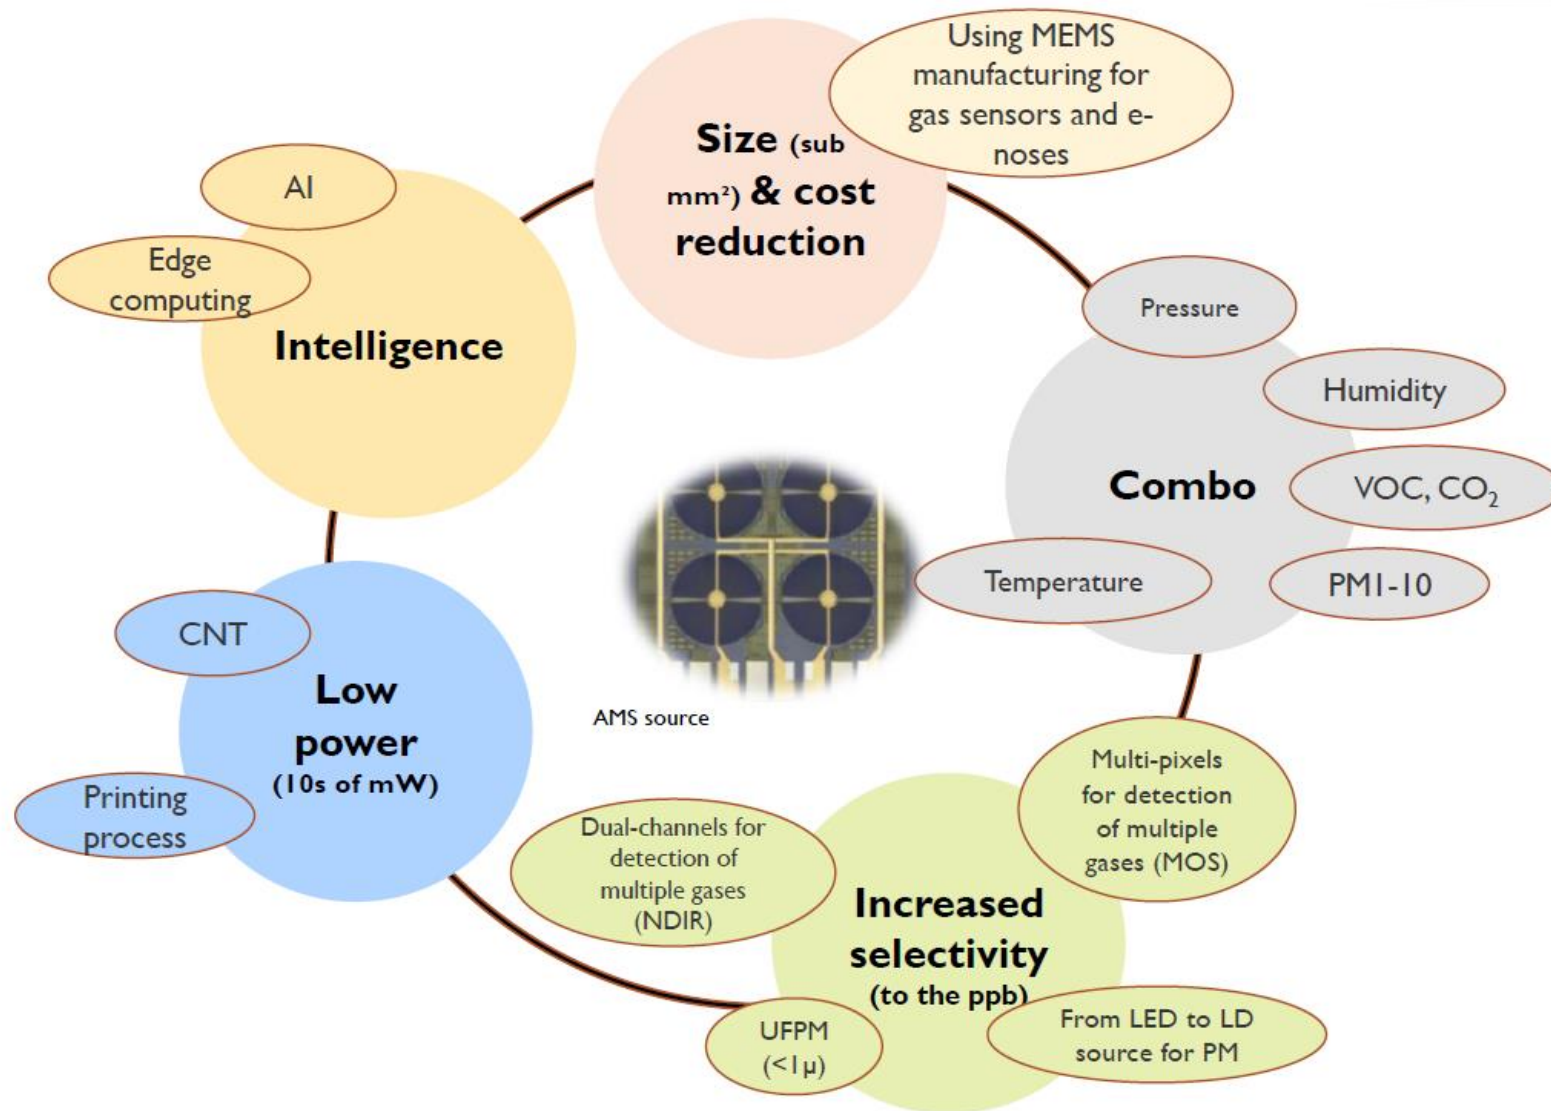 Using MEMS
manufacturing for
gas sensors and e-
noses
Size (sub
mm²) & cost
reduction
AI
Edge
computing
Intelligence
Pressure
Humidity
Combo
VOC, CO₂
Temperature
PM1-10
CNT
Low
power
(10s of mW)
Printing
process
AMS source
Multi-pixels
for detection
of multiple
gases (MOS)
Dual-channels for
detection of
multiple gases
(NDIR)
Increased
selectivity
(to the ppb)
UFPM
(<1μ)
From LED to LD
source for PM